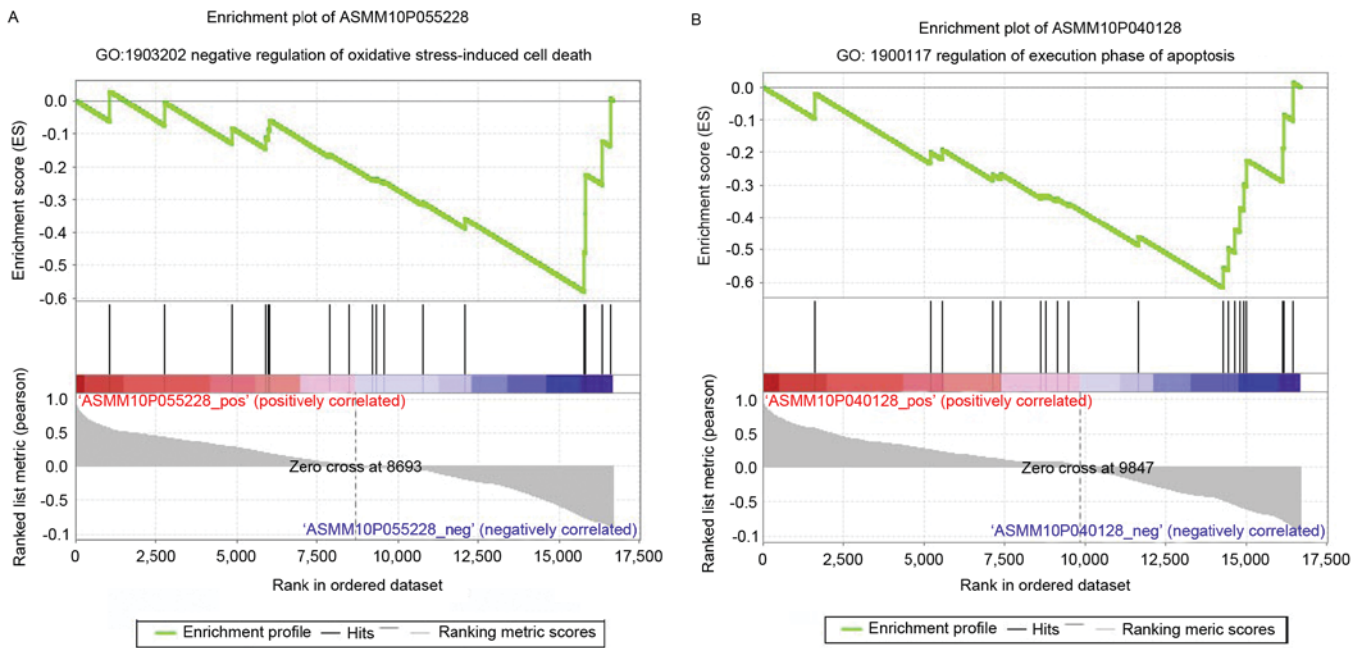 A
Enrichment plot of ASMM10P055228
GO:1903202 negative regulation of oxidative stress-induced cell death
Enrichment score (ES)
0.0
-0.1
-0.2
-0.3
-0.4
-0.5
-0.6
Ranked list metric (pearson)
1.0
0.5
0.0
-0.5
-0.1
'ASMM10P055228_pos' (positively correlated)
Zero cross at 8693
'ASMM10P055228_neg' (negatively correlated)
0 2,500 5,000 7,500 10,000 12,500 15,000 17,500
Rank in ordered dataset
Enrichment profile Hits Ranking metric scores
B
Enrichment plot of ASMM10P040128
GO: 1900117 regulation of execution phase of apoptosis
Enrichment score (ES)
0.0
-0.1
-0.2
-0.3
-0.4
-0.5
-0.6
Ranked list metric (pearson)
1.0
0.5
0.0
-0.5
-0.1
'ASMM10P040128_pos' (positively correlated)
Zero cross at 9847
'ASMM10P040128_neg' (negatively correlated)
0 2,500 5,000 7,500 10,000 12,500 15,000 17,500
Rank in ordered dataset
Enrichment profile Hits Ranking meric scores